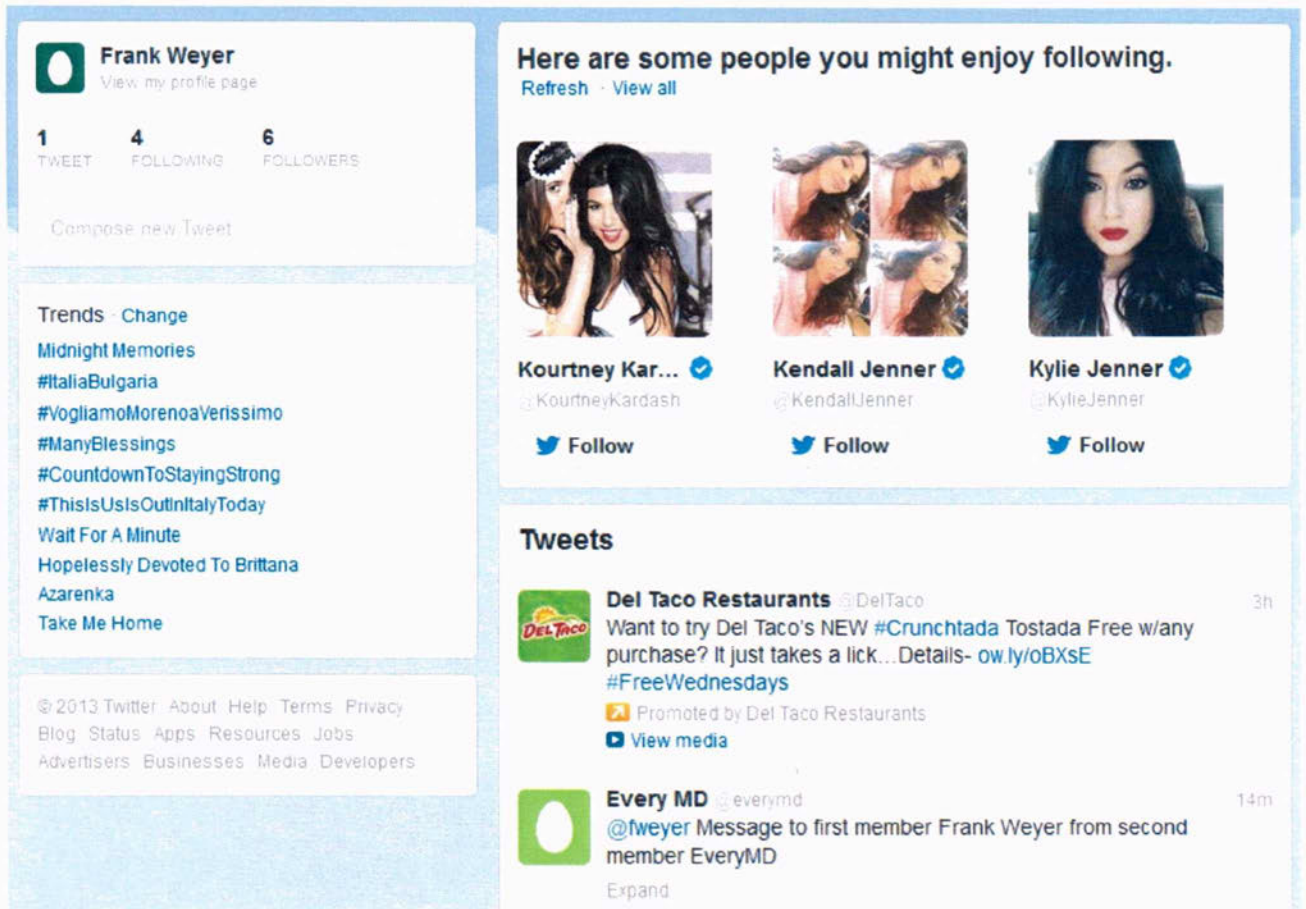 Frank Weyer
View my profile page
1 4 6
TWEET FOLLOWING FOLLOWERS
Compose new Tweet
Trends · Change
Midnight Memories
#ItaliaBulgaria
#VogliamoMorenoaVerissimo
#ManyBlessings
#CountdownToStayingStrong
#ThisIsUsIsOutInItalyToday
Wait For A Minute
Hopelessly Devoted To Brittana
Azarenka
Take Me Home
© 2013 Twitter About Help Terms Privacy
Blog Status Apps Resources Jobs
Advertisers Businesses Media Developers
Here are some people you might enjoy following.
Refresh · View all
Kourtney Kar... Kendall Jenner Kylie Jenner
@KourtneyKardash @KendallJenner @KylieJenner
Follow Follow Follow
Tweets
Del Taco Restaurants @DelTaco 3h
Want to try Del Taco's NEW #Crunchtada Tostada Free w/any
purchase? It just takes a lick...Details- ow.ly/oBXsE
#FreeWednesdays
Promoted by Del Taco Restaurants
View media
DEL TACO
Every MD @everymd 14m
@fweyer Message to first member Frank Weyer from second
member EveryMD
Expand